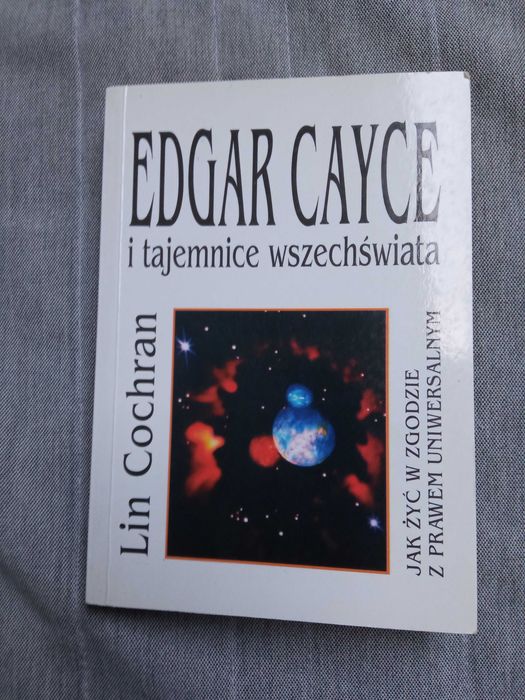 EDGAR CAYCE
i tajemnice wszechświata
Lin Cochran
JAK ŻYĆ W ZGODZIE
Z PRAWEM UNIWERSALNYM